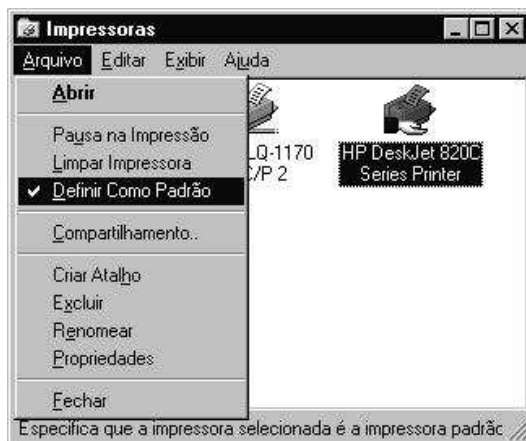 Impressoras
Arquivo Editar Exibir Ajuda
Abrir
Pausa na Impressão
Limpar Impressora
Definir Como Padrão
Compartilhamento..
Criar Atalho
Excluir
Renomear
Propriedades
Fechar
LQ-1170
C/P 2
HP DeskJet 820C
Series Printer
Especifica que a impressora selecionada é a impressora padrãc